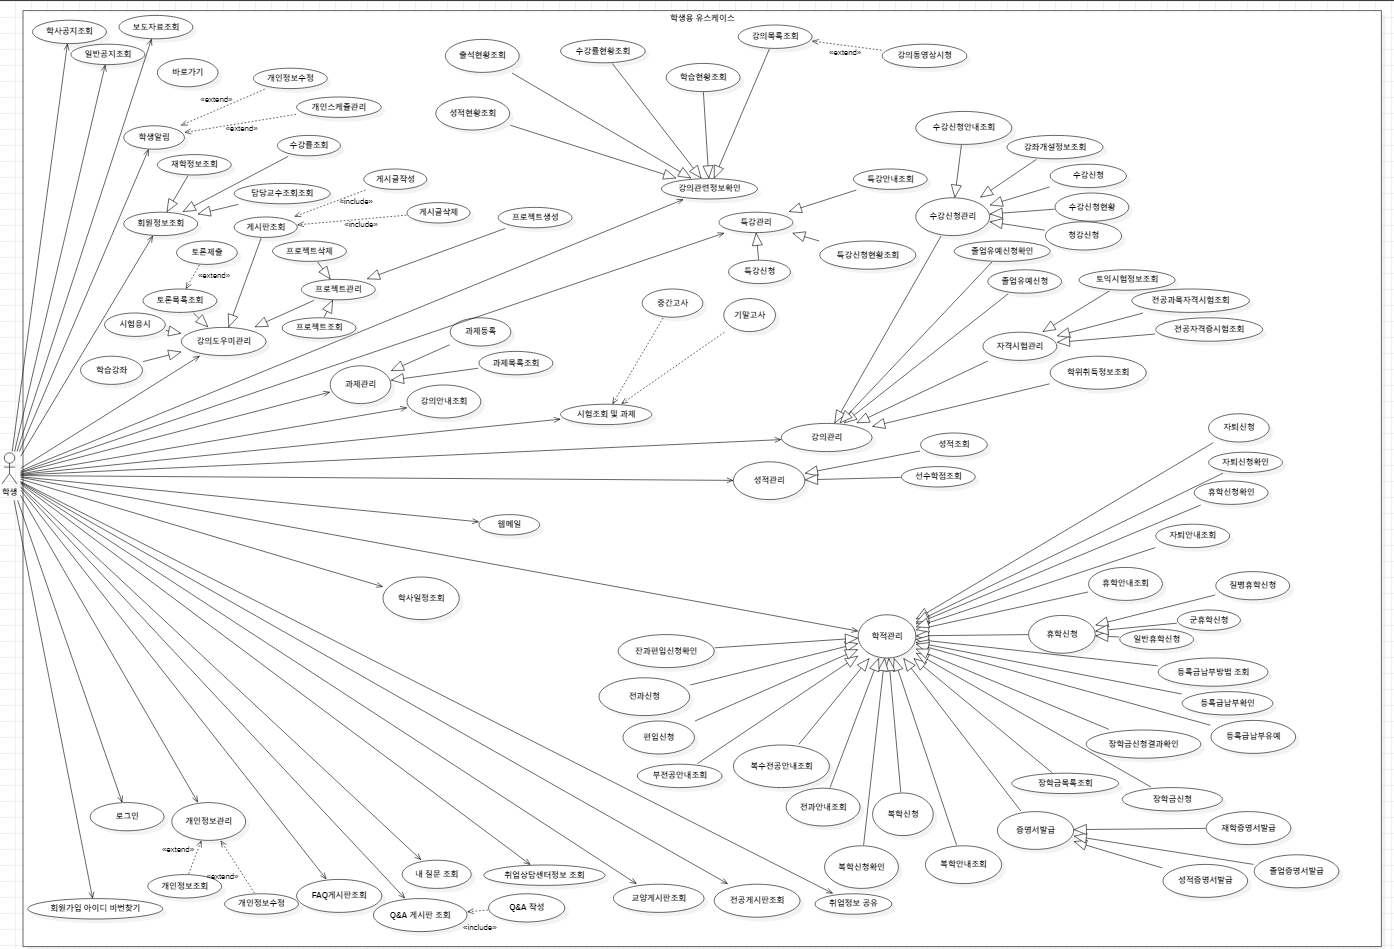 학생용 유스케이스
학사공지조회
보도자료조회
일반공지조회
바로가기
개인정보수정
«extend»
개인스케쥴관리
«extend»
학생알림
수강률조회
재학정보조회
담당교수조회조회
회원정보조회
게시글작성
«include»
게시글삭제
«include»
게시판조회
프로젝트생성
프로젝트삭제
토론제출
«extend»
프로젝트관리
토론목록조회
프로젝트조회
시험응시
강의도우미관리
학습강좌
출석현황조회
수강률현황조회
강의목록조회
«extend»
강의동영상시청
학습현황조회
성적현황조회
강의관련정보확인
특강안내조회
특강관리
특강신청
특강신청현황조회
수강신청안내조회
강좌개설정보조회
수강신청
수강신청현황
청강신청
수강신청관리
졸업유예신청확인
졸업유예신청
토익시험정보조회
전공과목자격시험조회
전공자격증시험조회
자격시험관리
학위취득정보조회
중간고사
기말고사
과제등록
과제목록조회
과제관리
강의안내조회
시험조회 및 과제
강의관리
성적조회
성적관리
선수학점조회
학생
웹메일
학사일정조회
자퇴신청
자퇴신청확인
휴학신청확인
자퇴안내조회
휴학안내조회
질병휴학신청
군휴학신청
일반휴학신청
휴학신청
학적관리
잔과편입신청확인
전과신청
편입신청
부전공안내조회
복수전공안내조회
전과안내조회
복학신청
복학신청확인
복학안내조회
등록금납부방법 조회
등록금납부확인
등록금납부유예
장학금신청결과확인
장학금목록조회
장학금신청
증명서발급
재학증명서발급
졸업증명서발급
성적증명서발급
로그인
개인정보관리
«extend»
«extend»
개인정보조회
개인정보수정
회원가입 아이디 비번찾기
FAQ게시판조회
내 질문 조회
Q&A 게시판 조회
Q&A 작성
«include»
취업상담센터정보 조회
교양게시판조회
전공게시판조회
취업정보 공유